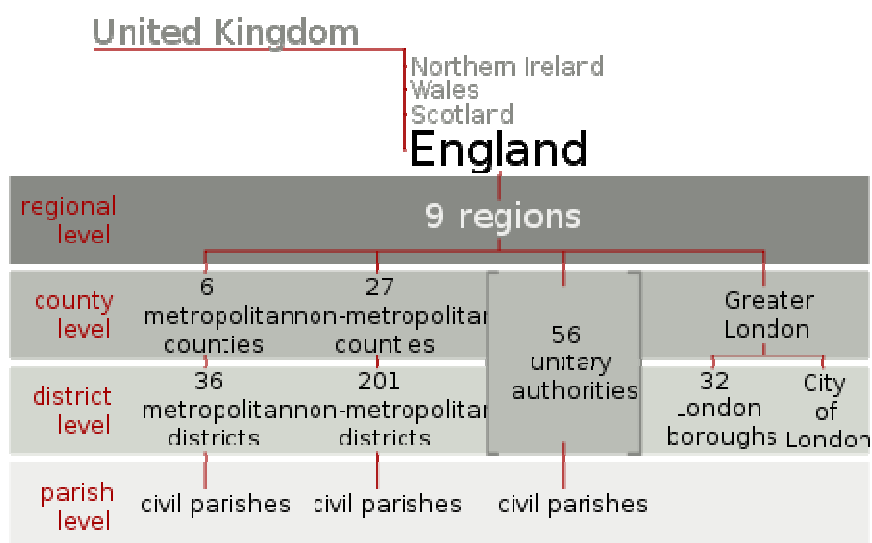 United Kingdom
Northern Ireland
Wales
Scotland
England
regional
level
9 regions
county
level
6
metropolitan
counties
27
non-metropolitan
counties
56
unitary
authorities
Greater
London
district
level
36
metropolitan
districts
201
non-metropolitan
districts
32
London
boroughs
City
of
London
parish
level
civil parishes
civil parishes
civil parishes